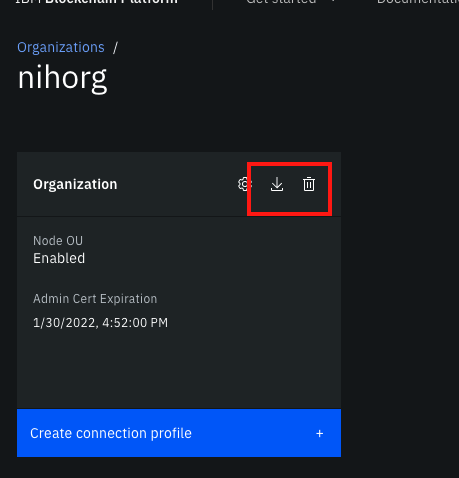 IBM Blockchain Platform Get started Documentati
Organizations /
nihorg
Organization
Node OU
Enabled
Admin Cert Expiration
1/30/2022, 4:52:00 PM
Create connection profile +